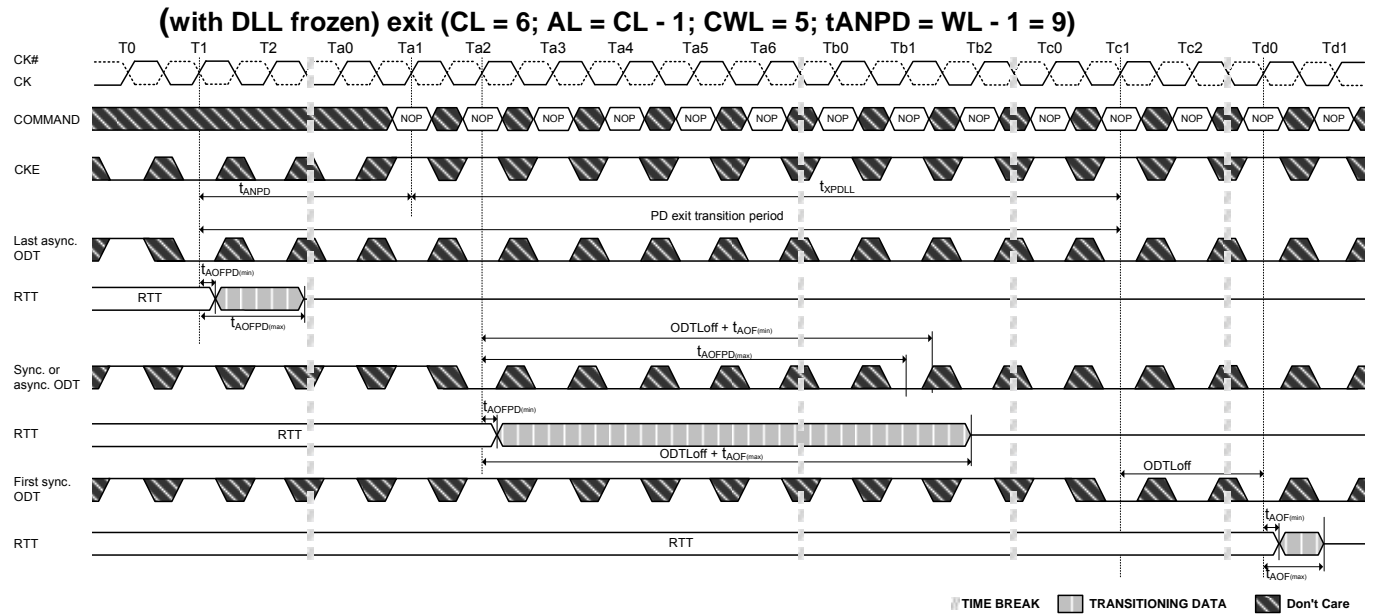 (with DLL frozen) exit (CL = 6; AL = CL - 1; CWL = 5; tANPD = WL - 1 = 9)
T0 T1 T2 Ta0 Ta1 Ta2 Ta3 Ta4 Ta5 Ta6 Tb0 Tb1 Tb2 Tc0 Tc1 Tc2 Td0 Td1
CK#
CK
COMMAND NOP NOP NOP NOP NOP NOP NOP NOP NOP NOP NOP NOP NOP NOP
CKE
tANPD tXPDLL
PD exit transition period
Last async.
ODT
tAOFPD(min)
RTT RTT
tAOFPD(max)
ODTLoff + tAOF(min)
tAOFPD(max)
Sync. or
async. ODT
tAOFPD(min)
RTT RTT
ODTLoff + tAOF(max)
ODTLoff
First sync.
ODT
tAOF(min)
RTT RTT
tAOF(max)
TIME BREAK TRANSITIONING DATA Don't Care